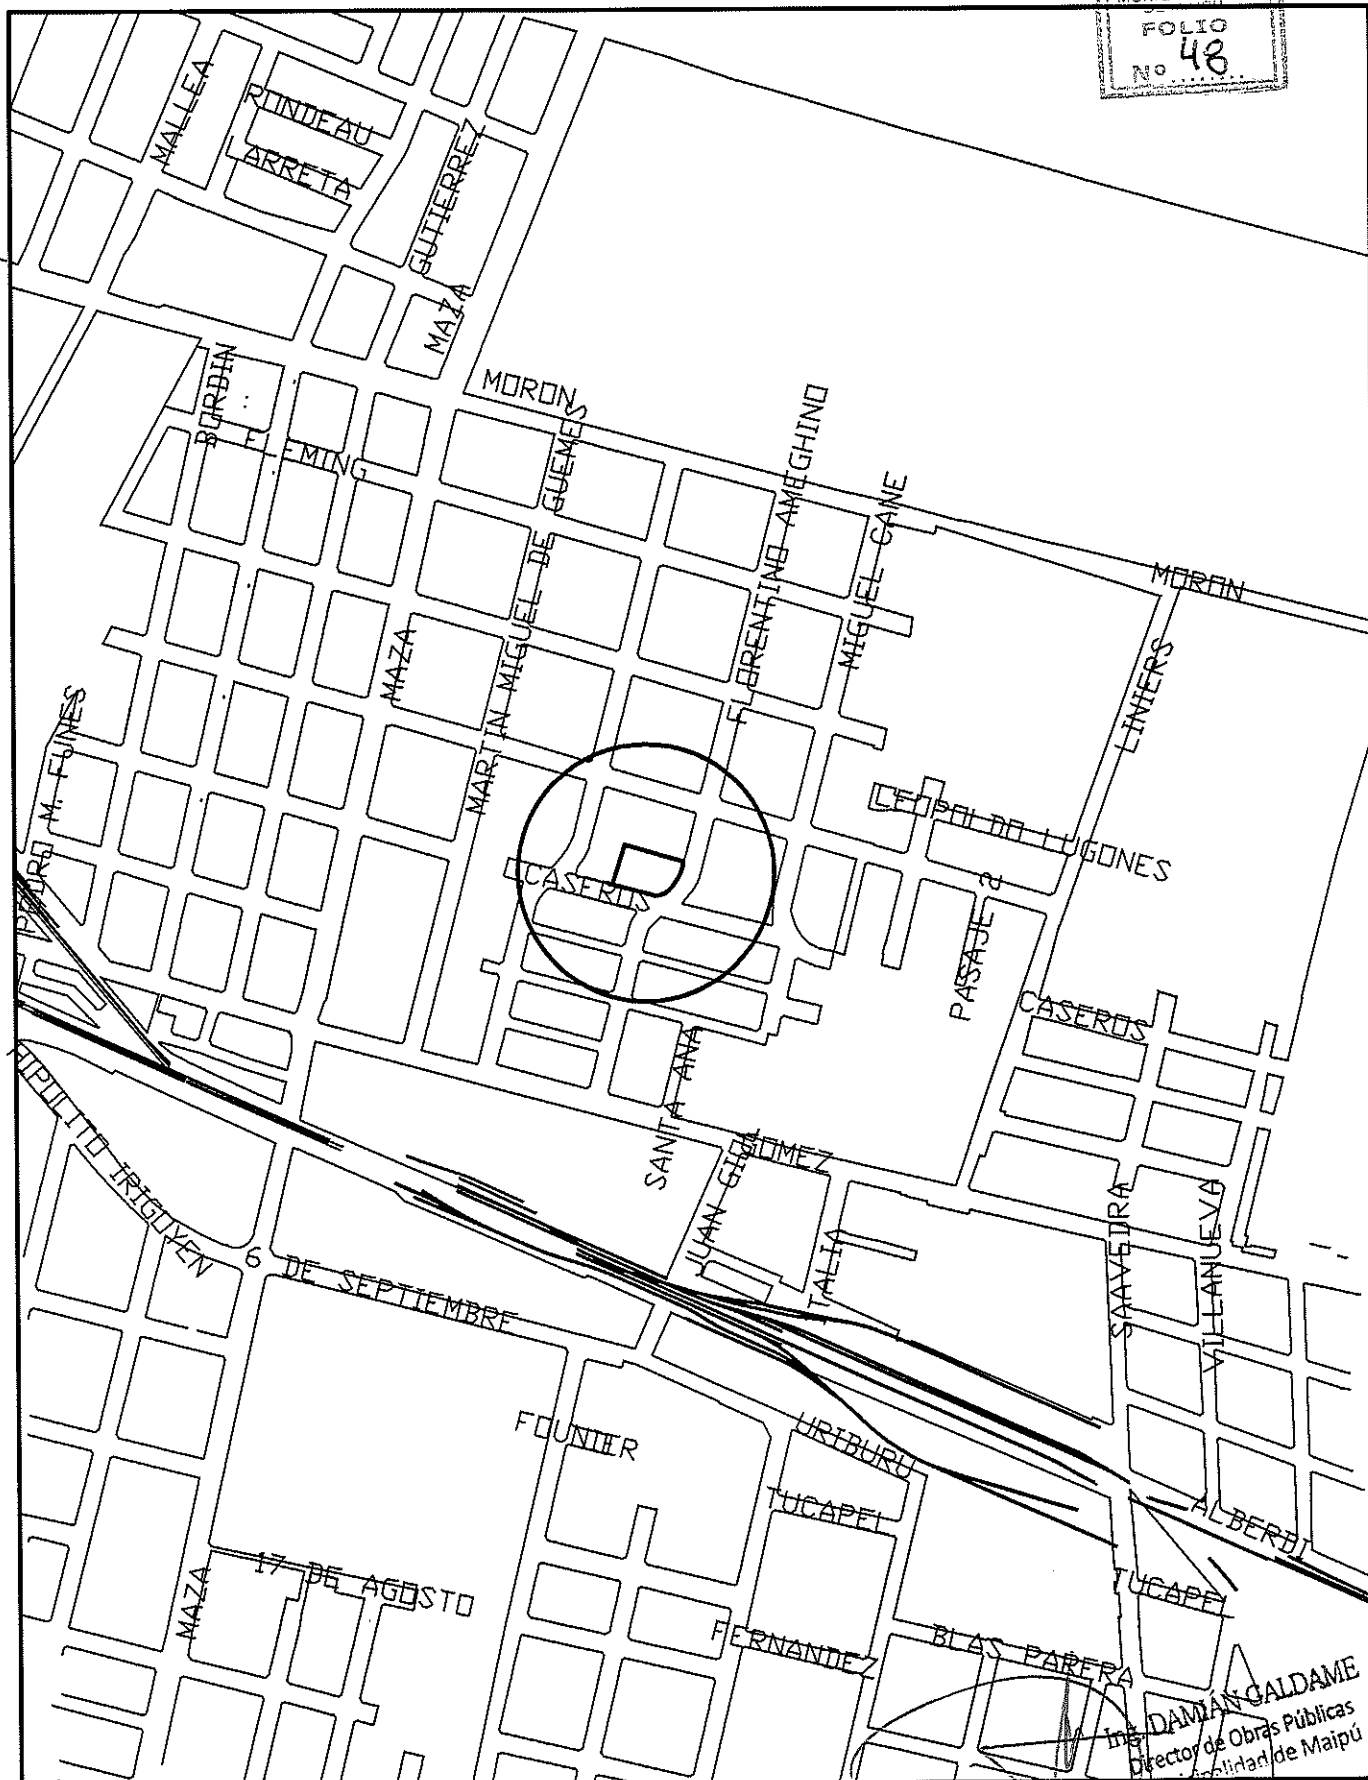 FOLIO
Nº 48
MALLEA
RONDEAU
LARRETA
GUTIERREZ
MAZA
MORON
BORDIN
FLEMING
MARTIN MIGUEL DE GUEMES
FLORENTINO AMEGHINO
MIGUEL CANE
MORON
LINIERS
MAZA
PEDRO M. FUNES
LEOPOLDO LUGONES
CASEROS
PASAJE 2
CASEROS
SANTA ANA
HIPOLITO IRIGOYEN
JUAN GIL
GOMEZ
TALIA
SAAVEDRA
VILLANUEVA
6 DE SEPTIEMBRE
FOUNIER
URIBURU
TUCAPEL
ALBERDI
TUCAPEL
17 DE AGOSTO
MAZA
FERNANDEZ
BLAS PARERA
Ing. DAMIÁN GALDAME
Director de Obras Públicas
de Maipú